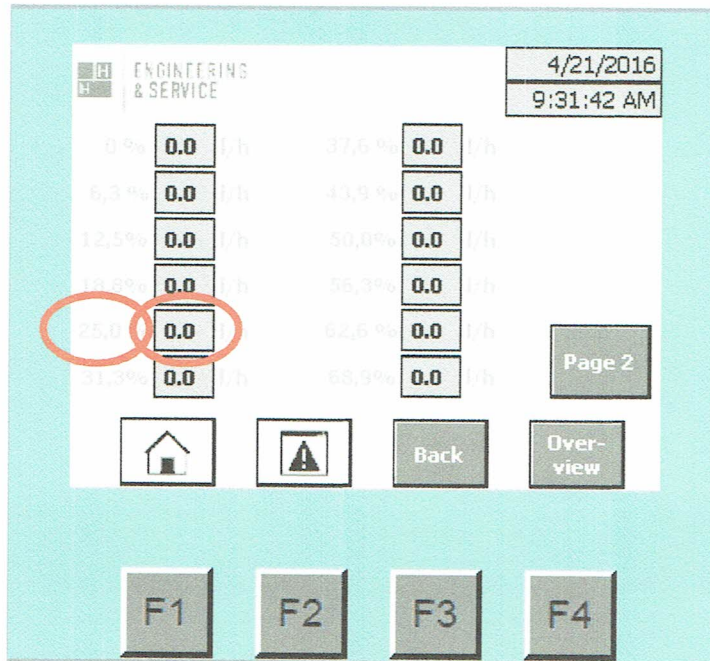 H
H
ENGINEERING
& SERVICE
4/21/2016
9:31:42 AM
0 % 0.0 l/h 37,6 % 0.0 l/h
6,3 % 0.0 l/h 43,9 % 0.0 l/h
12,5% 0.0 l/h 50,0% 0.0 l/h
18,8% 0.0 l/h 56,3% 0.0 l/h
25,0 0.0 l/h 62,6 % 0.0 l/h
31,3% 0.0 l/h 68,9% 0.0 l/h
Page 2
Back
Over-
view
F1 F2 F3 F4